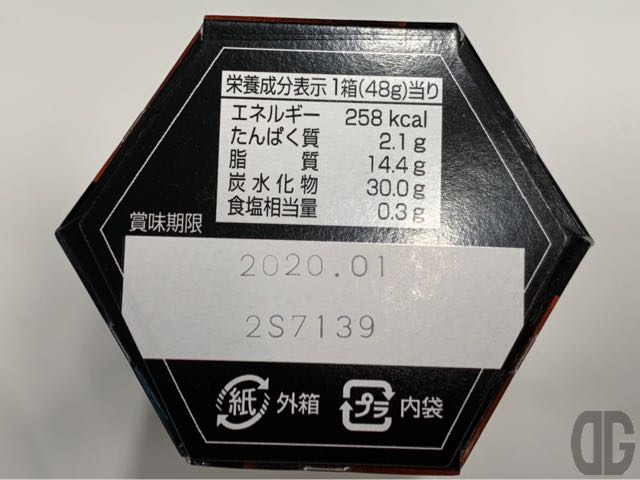 栄養成分表示 1箱(48g)当り
エネルギー 258 kcal
たんぱく質 2.1 g
脂質 14.4 g
炭水化物 30.0 g
食塩相当量 0.3 g
賞味期限
2020.01
2S7139
紙 外箱 プラ 内袋
DG